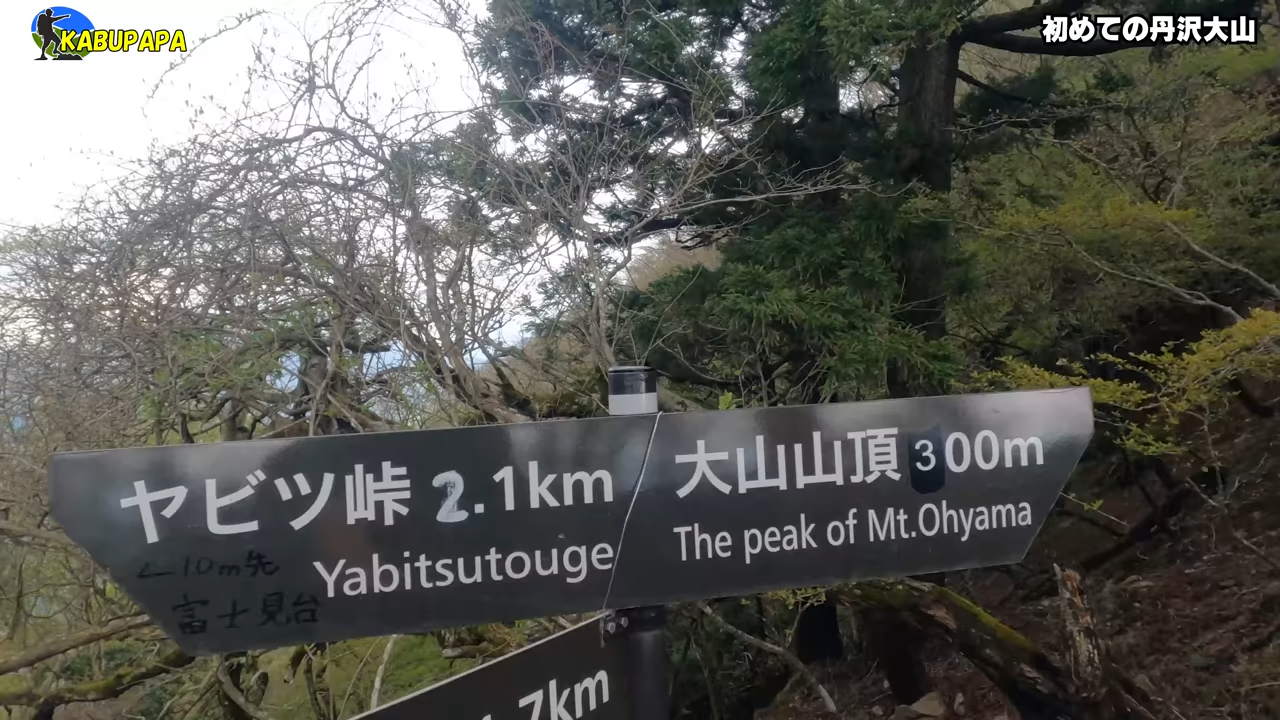 KABUPAPA
初めての丹沢大山
ヤビツ峠 2.1km
Yabitsutouge
←10m先
富士見台
大山山頂 300m
The peak of Mt.Ohyama
.7km